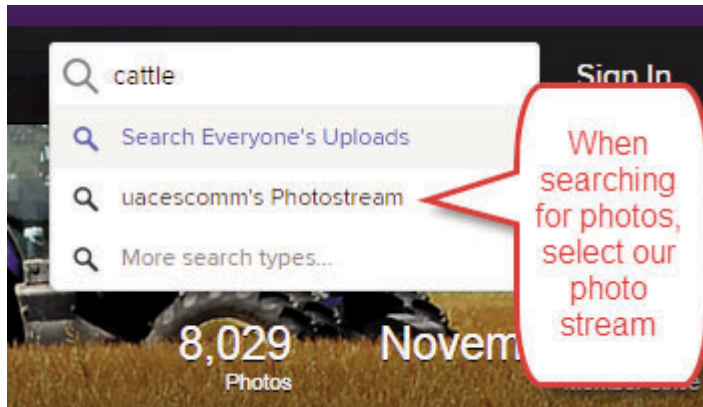 cattle
Sign In
Search Everyone's Uploads
uacescomm's Photostream
More search types...
When
searching
for photos,
select our
photo
stream
8,029
Photos
Novem